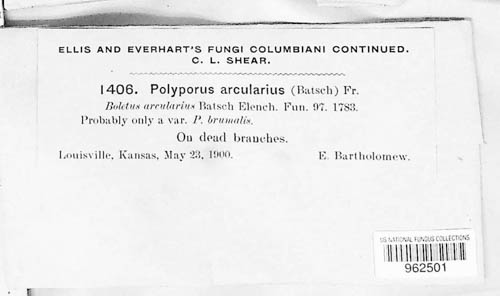 ELLIS AND EVERHART'S FUNGI COLUMBIANI CONTINUED.
C. L. SHEAR.
1406. Polyporus arcularius (Batsch) Fr.
Boletus arcularius Batsch Elench. Fun. 97. 1783.
Probably only a var. P. brumalis.
On dead branches.
Louisville, Kansas, May 23, 1900. E. Bartholomew.
US NATIONAL FUNGUS COLLECTIONS
962501